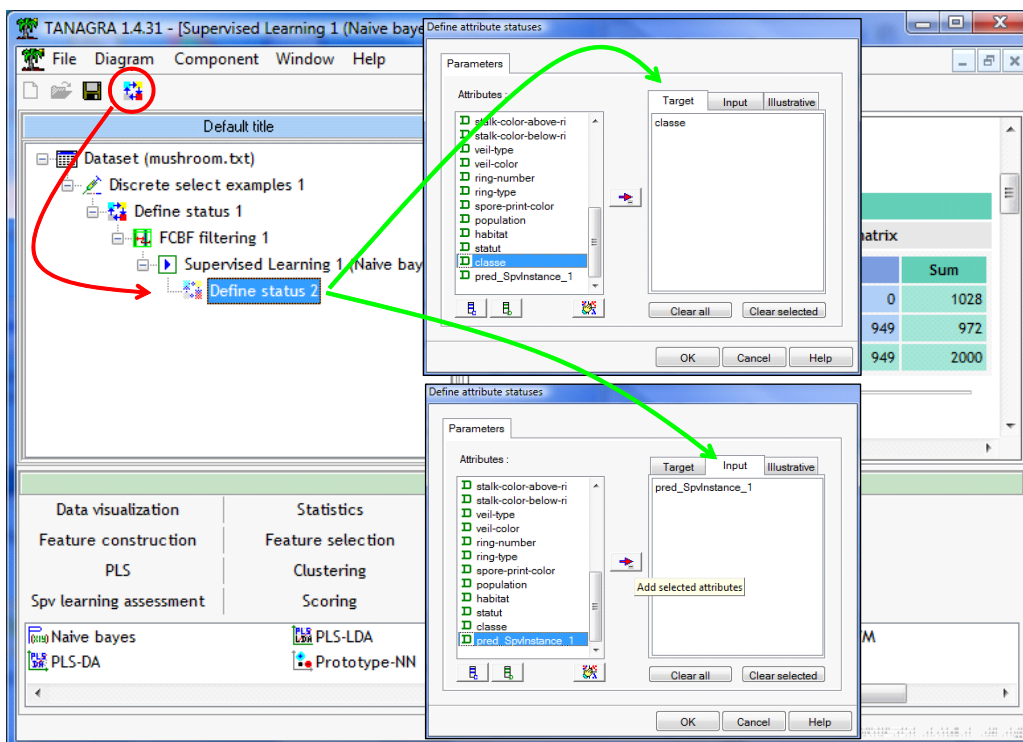 TANAGRA 1.4.31 - [Supervised Learning 1 (Naive baye
File Diagram Component Window Help
Default title
Dataset (mushroom.txt)
Discrete select examples 1
Define status 1
FCBF filtering 1
Supervised Learning 1 (Naive bay
Define status 2
Define attribute statuses
Parameters
Attributes :
stalk-color-above-ri
stalk-color-below-ri
veil-type
veil-color
ring-number
ring-type
spore-print-color
population
habitat
statut
classe
pred_SpvInstance_1
Target Input Illustrative
classe
Clear all Clear selected
OK Cancel Help
atrix
Sum
0 1028
949 972
949 2000
Define attribute statuses
Parameters
Attributes :
stalk-color-above-ri
stalk-color-below-ri
veil-type
veil-color
ring-number
ring-type
spore-print-color
population
habitat
statut
classe
pred_SpvInstance_1
Target Input Illustrative
pred_SpvInstance_1
Add selected attributes
Clear all Clear selected
OK Cancel Help
Data visualization Statistics
Feature construction Feature selection
PLS Clustering
Spv learning assessment Scoring
Naive bayes PLS-LDA
PLS-DA Prototype-NN